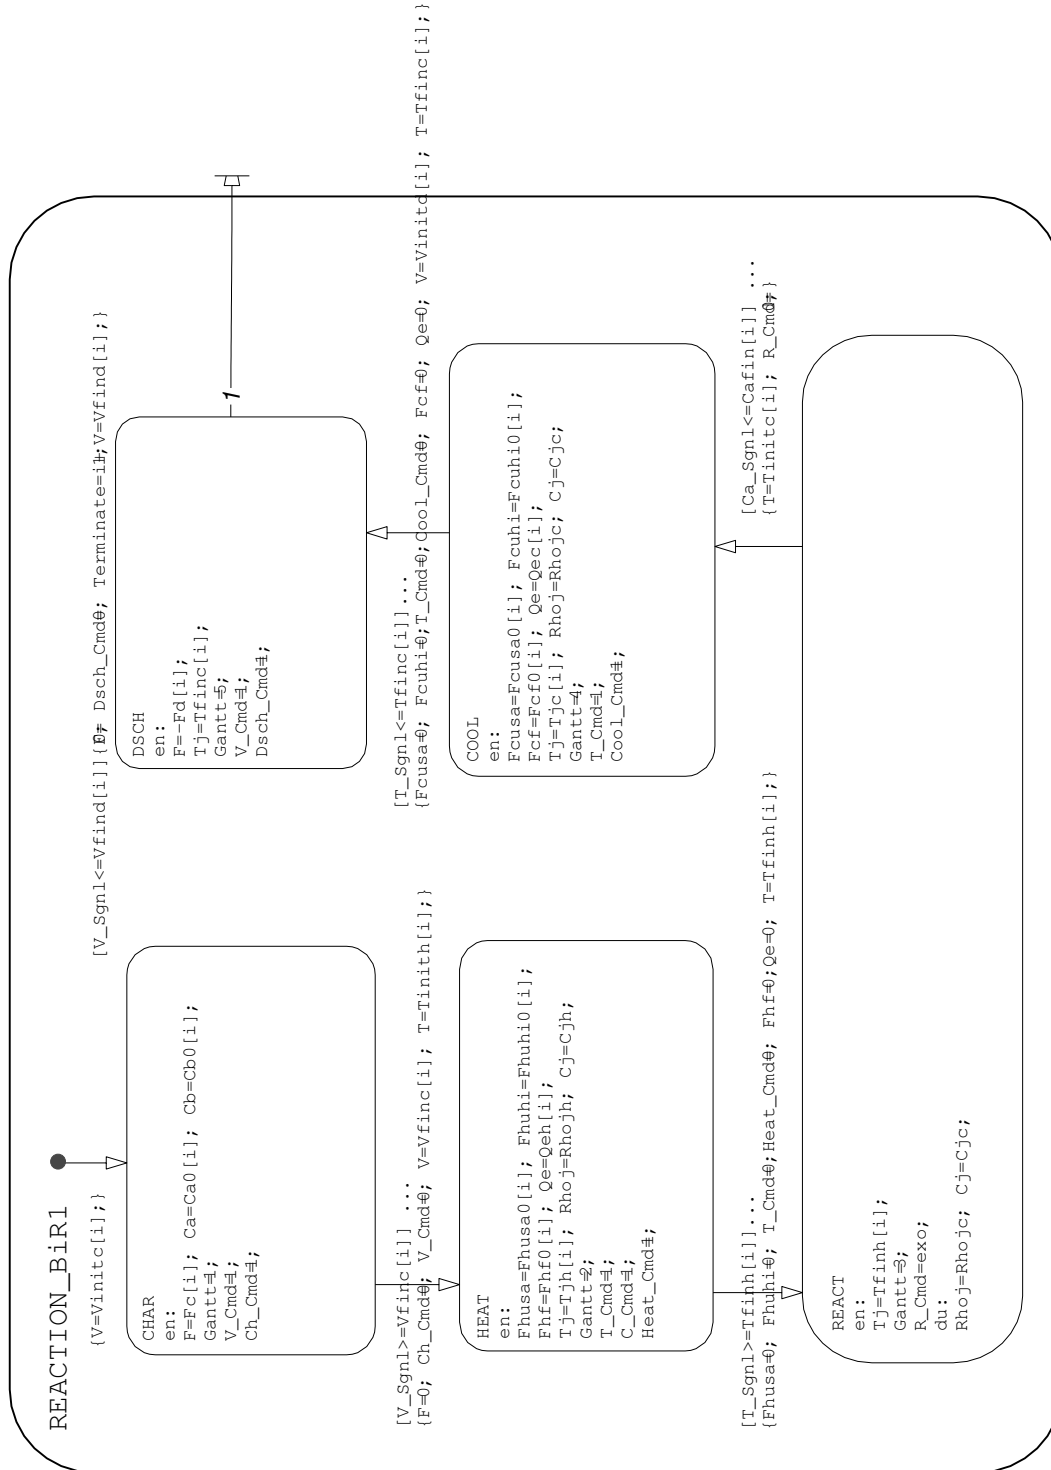 REACTION_BiR1
{V=Vinitc[i];}
CHAR
en:
F=Fc[i]; Ca=Ca0[i]; Cb=Cb0[i];
Gantt=1;
V_Cmd=1;
Ch_Cmd=1;
[V_Sgnl>=Vfinc[i]] ...
{F=0; Ch_Cmd=0; V_Cmd=0; V=Vfinc[i]; T=Tinith[i];}
HEAT
en:
Fhusa=Fhusa0[i]; Fhuhi=Fhuhi0[i];
Fhf=Fhf0[i]; Qe=Qeh[i];
Tj=Tjh[i]; Rhoj=Rhojh; Cj=Cjh;
Gantt=2;
T_Cmd=1;
C_Cmd=1;
Heat_Cmd=1;
[T_Sgnl>=Tfinh[i]]...
{Fhusa=0; Fhuhi=0; T_Cmd=0;Heat_Cmd=0; Fhf=0;Qe=0; T=Tfinh[i];}
REACT
en:
Tj=Tfinh[i];
Gantt=3;
R_Cmd=exo;
du:
Rhoj=Rhojc; Cj=Cjc;
[Ca_Sgnl<=Cafin[i]] ...
{T=Tinitc[i]; R_Cmd=0;}
COOL
en:
Fcusa=Fcusa0[i]; Fcuhi=Fcuhi0[i];
Fcf=Fcf0[i]; Qe=Qec[i];
Tj=Tjc[i]; Rhoj=Rhojc; Cj=Cjc;
Gantt=4;
T_Cmd=1;
Cool_Cmd=1;
[T_Sgnl<=Tfinc[i]]...
{Fcusa=0; Fcuhi=0;T_Cmd=0;Cool_Cmd=0; Fcf=0; Qe=0; V=Vinitd[i]; T=Tfinc[i];}
DSCH
en:
F=-Fd[i];
Tj=Tfinc[i];
Gantt=5;
V_Cmd=1;
Dsch_Cmd=1;
[V_Sgnl<=Vfind[i]] Dsch_Cmd=0; V=Vfind[i];}
1